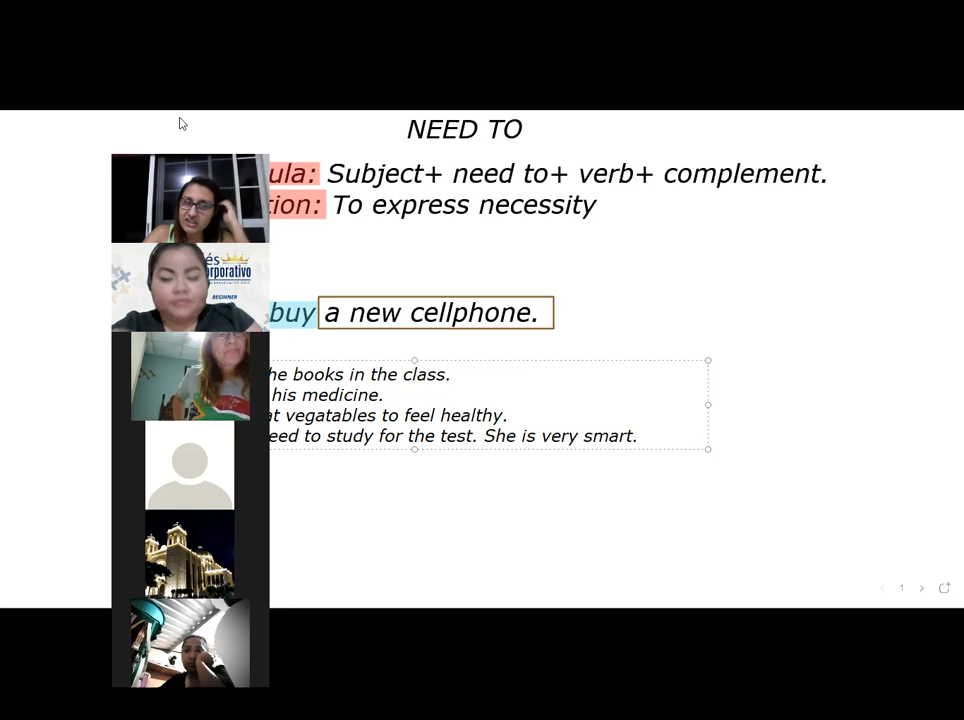 NEED TO
ula: Subject+ need to+ verb+ complement.
tion: To express necessity
és
orporativo
BEGINNER
buy a new cellphone.
he books in the class.
his medicine.
at vegatables to feel healthy.
eed to study for the test. She is very smart.
1